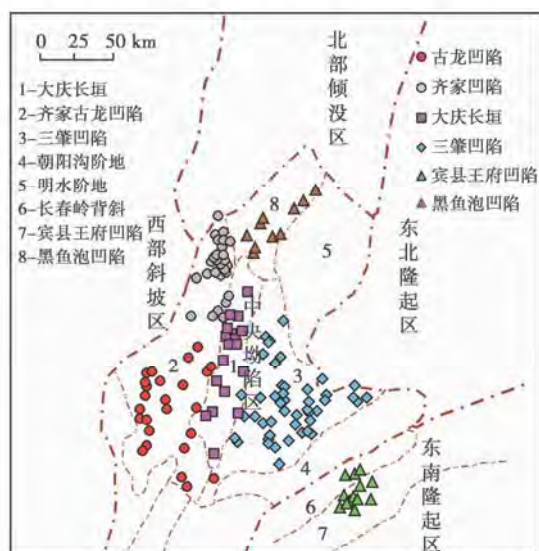 0 25 50 km
1–大庆长垣
2–齐家古龙凹陷
3–三肇凹陷
4–朝阳沟阶地
5–明水阶地
6–长春岭背斜
7–宾县王府凹陷
8–黑鱼泡凹陷
北部倾没区
古龙凹陷
齐家凹陷
大庆长垣
三肇凹陷
宾县王府凹陷
黑鱼泡凹陷
西部斜坡区
8
5
东北隆起区
中央坳陷区
2
1
3
4
6
7
东南隆起区